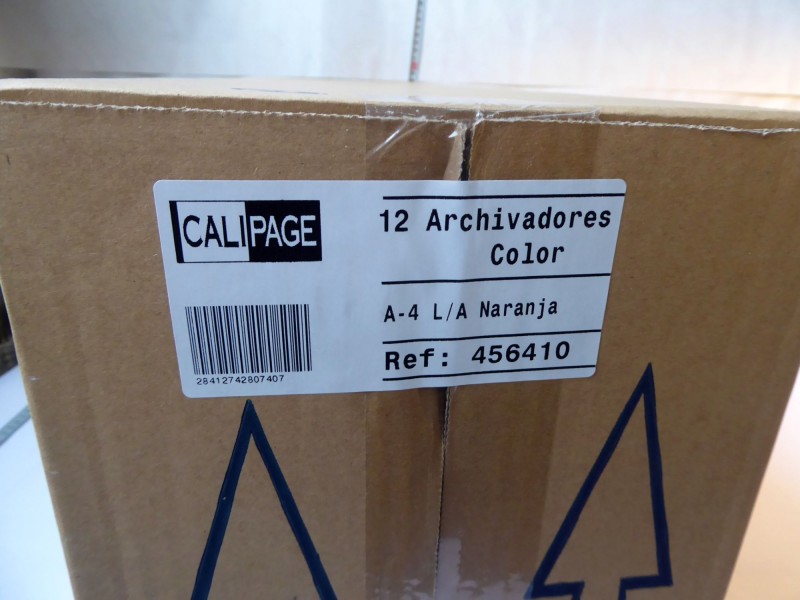 CALIPAGE
12 Archivadores
Color
A-4 L/A Naranja
Ref: 456410
28412742807407